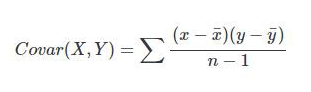 Covar(X, Y) = ∑ (x − x̄)(y − ȳ) / n − 1